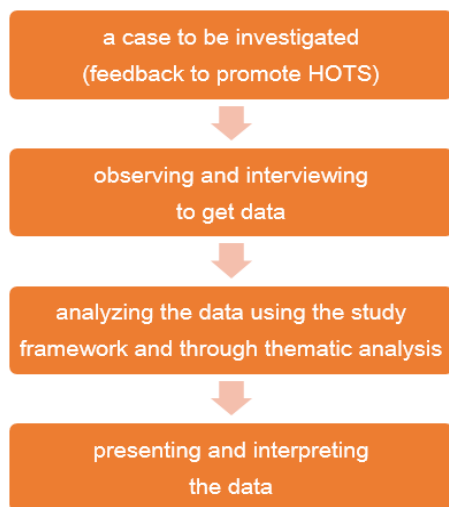 a case to be investigated
(feedback to promote HOTS)
observing and interviewing
to get data
analyzing the data using the study
framework and through thematic analysis
presenting and interpreting
the data